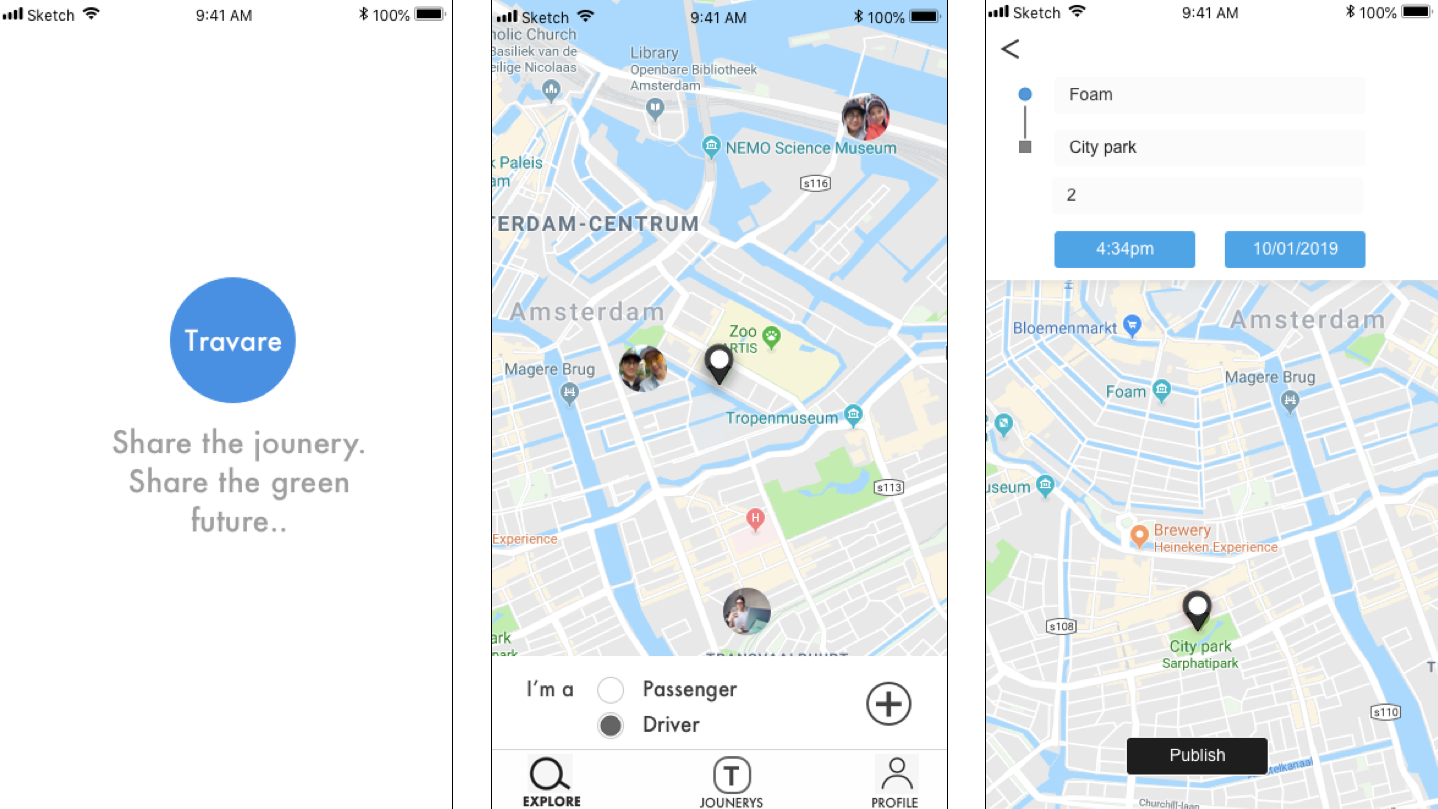 Sketch 9:41 AM 100%
Travare
Share the jounery.
Share the green
future..
Sketch 9:41 AM 100%
holic Church
Basiliek van de
eilige Nicolaas
Library
Openbare Bibliotheek
Amsterdam
NEMO Science Museum
k Paleis
am
s116
TERDAM-CENTRUM
Amsterdam
Zoo
ARTIS
Magere Brug
Tropenmuseum
s113
H
Experience
ark
park
I'm a Passenger
Driver
T
EXPLORE JOUNERYS PROFILE
Sketch 9:41 AM 100%
Foam
City park
2
4:34pm 10/01/2019
Bloemenmarkt
Amsterdam
Magere Brug
Foam
useum
Brewery
Heineken Experience
s108
City park
Sarphatipark
T
s110
Publish
Churchill-laan